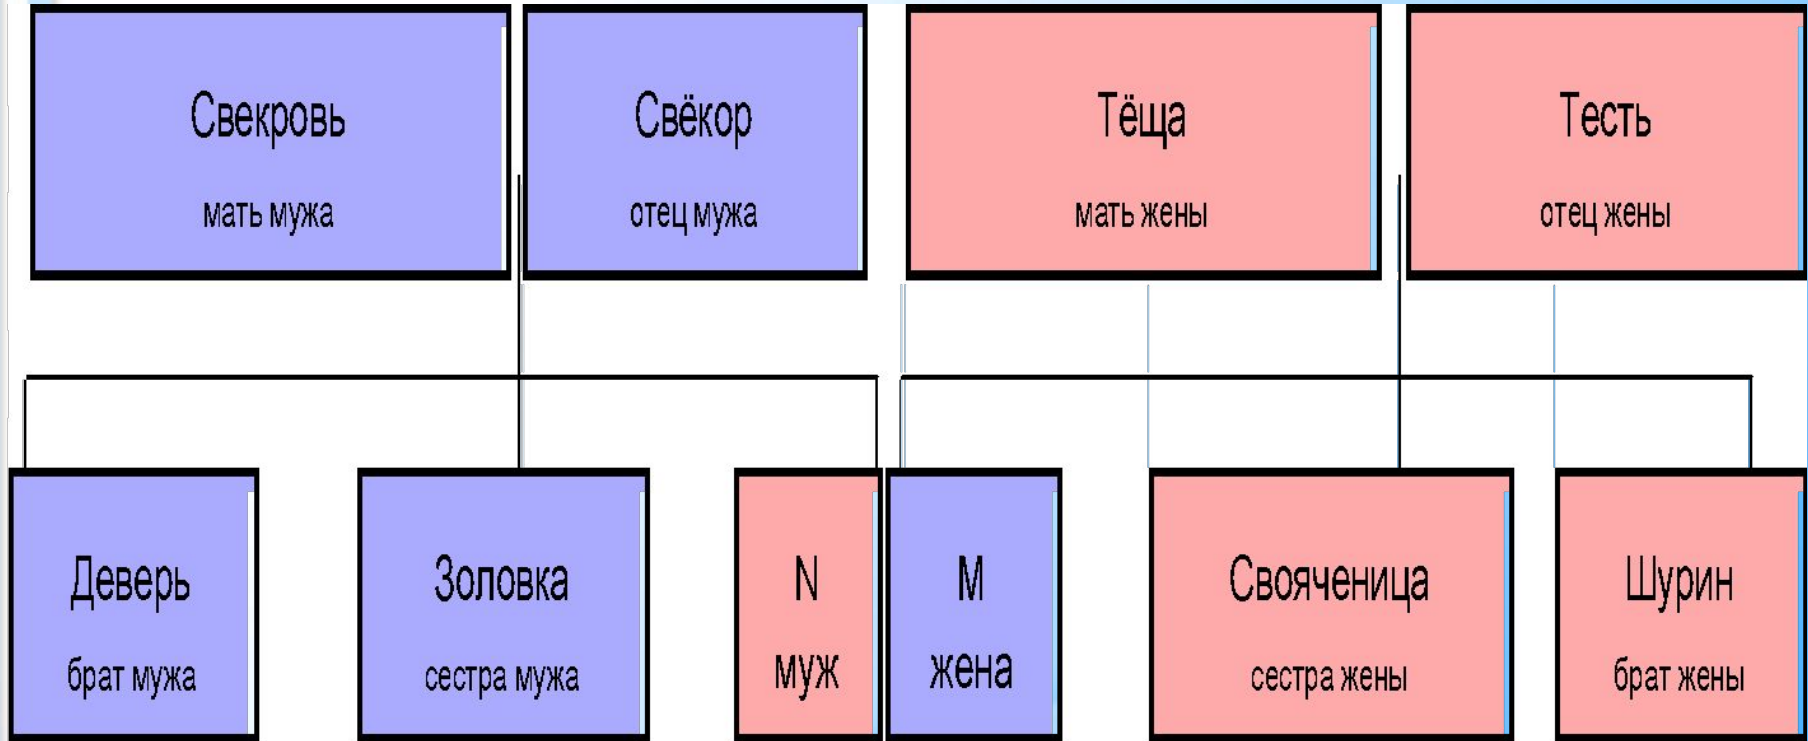 Свекровь
мать мужа
Свёкор
отец мужа
Тёща
мать жены
Тесть
отец жены
Деверь
брат мужа
Золовка
сестра мужа
N
муж
М
жена
Свояченица
сестра жены
Шурин
брат жены